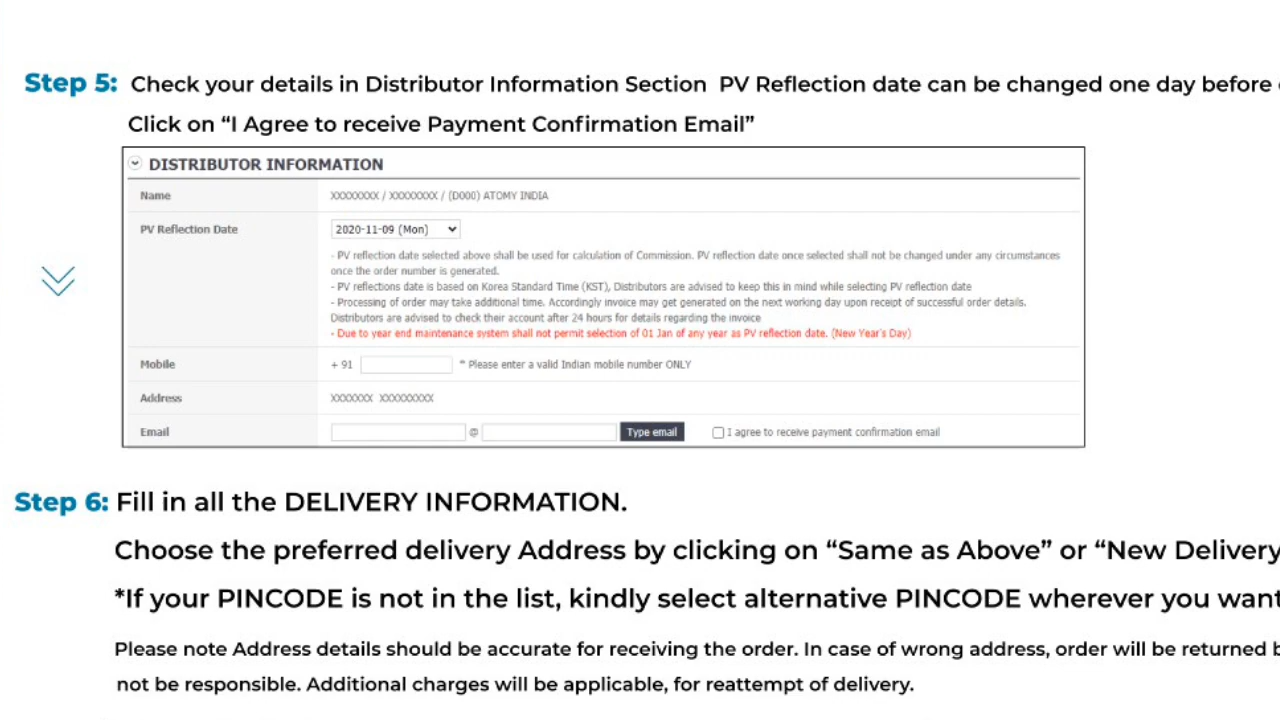 Step 5: Check your details in Distributor Information Section PV Reflection date can be changed one day before
Click on “I Agree to receive Payment Confirmation Email”
DISTRIBUTOR INFORMATION
Name XXXXXXXX / XXXXXXXX / (D000) ATOMY INDIA
PV Reflection Date 2020-11-09 (Mon)
- PV reflection date selected above shall be used for calculation of Commission. PV reflection date once selected shall not be changed under any circumstances
once the order number is generated.
- PV reflections date is based on Korea Standard Time (KST), Distributors are advised to keep this in mind while selecting PV reflection date
- Processing of order may take additional time. Accordingly invoice may get generated on the next working day upon receipt of successful order details.
Distributors are advised to check their account after 24 hours for details regarding the invoice
- Due to year end maintenance system shall not permit selection of 01 Jan of any year as PV reflection date. (New Year's Day)
Mobile + 91 * Please enter a valid Indian mobile number ONLY
Address XXXXXXX XXXXXXXXX
Email @ Type email I agree to receive payment confirmation email
Step 6: Fill in all the DELIVERY INFORMATION.
Choose the preferred delivery Address by clicking on “Same as Above” or “New Delivery
*If your PINCODE is not in the list, kindly select alternative PINCODE wherever you want
Please note Address details should be accurate for receiving the order. In case of wrong address, order will be returned
not be responsible. Additional charges will be applicable, for reattempt of delivery.